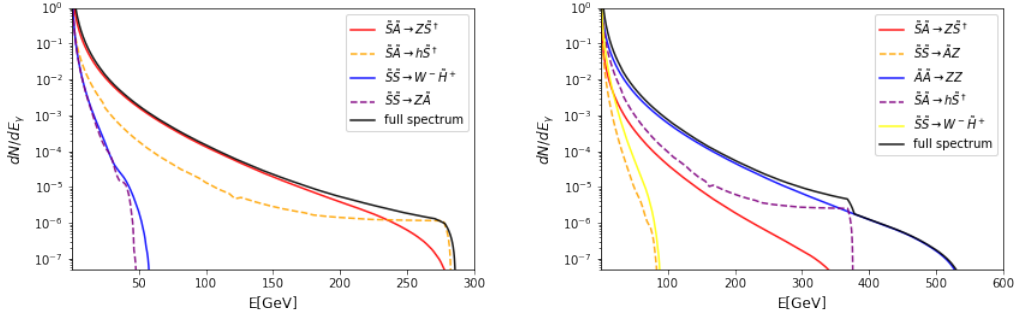 10⁰
10⁻¹
10⁻²
10⁻³
10⁻⁴
10⁻⁵
10⁻⁶
10⁻⁷
dN/dE_γ
S̃Ã → ZS̃†
S̃Ã → hS̃†
S̃S̃ → W⁻H̃⁺
S̃S̃ → ZÃ
full spectrum
0 50 100 150 200 250 300
E[GeV]
10⁰
10⁻¹
10⁻²
10⁻³
10⁻⁴
10⁻⁵
10⁻⁶
10⁻⁷
dN/dE_γ
S̃Ã → ZS̃†
S̃S̃ → ÃZ
ÃÃ → ZZ
S̃Ã → hS̃†
S̃S̃ → W⁻H̃⁺
full spectrum
0 100 200 300 400 500 600
E[GeV]